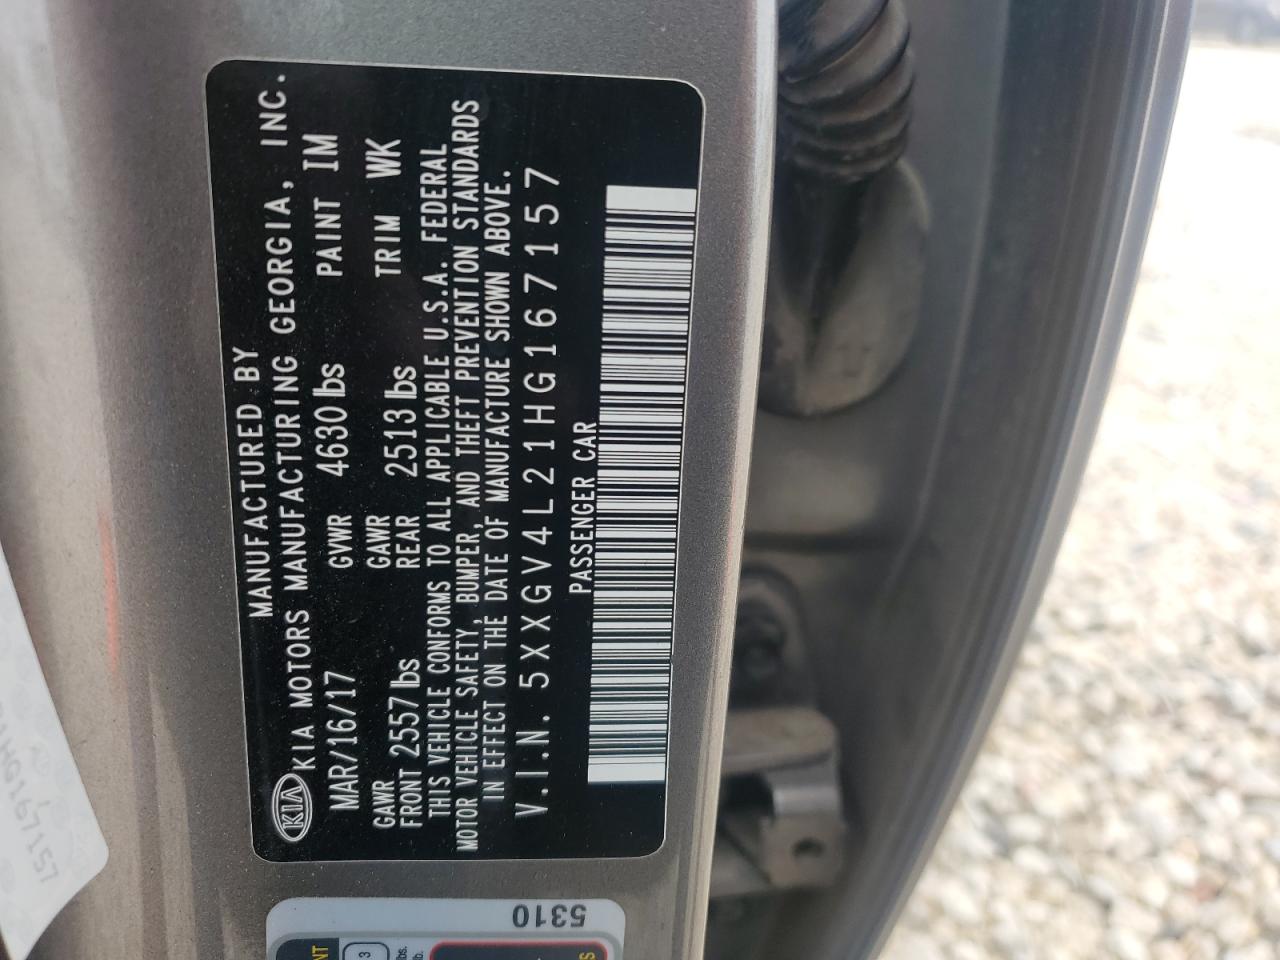 MANUFACTURED BY
KIA KIA MOTORS MANUFACTURING GEORGIA, INC.
MAR/16/17 GVWR 4630 lbs PAINT IM
GAWR FRONT 2557 lbs GAWR REAR 2513 lbs TRIM WK
THIS VEHICLE CONFORMS TO ALL APPLICABLE U.S.A. FEDERAL
MOTOR VEHICLE SAFETY, BUMPER, AND THEFT PREVENTION STANDARDS
IN EFFECT ON THE DATE OF MANUFACTURE SHOWN ABOVE.
V.I.N. 5XXGV4L21HG167157
PASSENGER CAR
5310
3